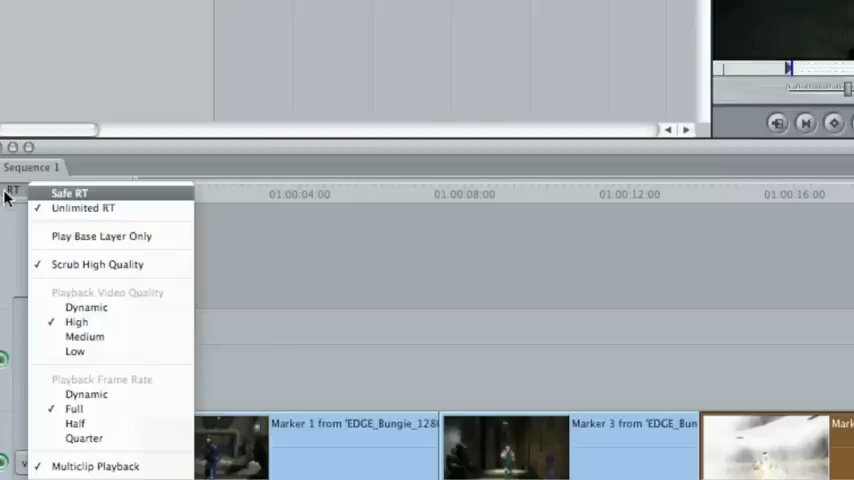 Sequence 1
RT
Safe RT
✓ Unlimited RT
Play Base Layer Only
✓ Scrub High Quality
Playback Video Quality
Dynamic
✓ High
Medium
Low
Playback Frame Rate
Dynamic
✓ Full
Half
Quarter
✓ Multiclip Playback
01:00:04:00
01:00:08:00
01:00:12:00
01:00:16:00
Marker 1 from 'EDGE_Bungie_128
Marker 3 from 'EDGE_Bun
Mark